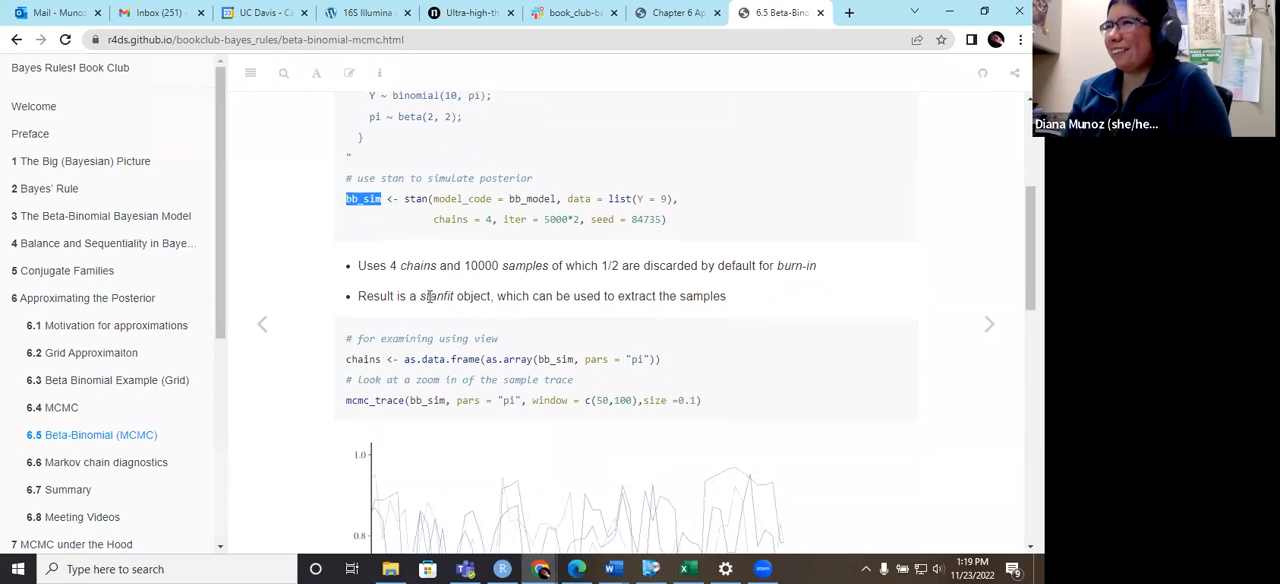 Mail - Munoz
Inbox (251) -
UC Davis - Ca
16S Illumina
Ultra-high-th
book_club-ba
Chapter 6 Ap
6.5 Beta-Bino
r4ds.github.io/bookclub-bayes_rules/beta-binomial-mcmc.html
Diana Munoz (she/he...
Bayes Rules! Book Club
Welcome
Preface
1 The Big (Bayesian) Picture
2 Bayes' Rule
3 The Beta-Binomial Bayesian Model
4 Balance and Sequentiality in Baye...
5 Conjugate Families
6 Approximating the Posterior
6.1 Motivation for approximations
6.2 Grid Approximaiton
6.3 Beta Binomial Example (Grid)
6.4 MCMC
6.5 Beta-Binomial (MCMC)
6.6 Markov chain diagnostics
6.7 Summary
6.8 Meeting Videos
7 MCMC under the Hood
Y ~ binomial(10, pi);
pi ~ beta(2, 2);
}
"
# use stan to simulate posterior
bb_sim <- stan(model_code = bb_model, data = list(Y = 9),
chains = 4, iter = 5000*2, seed = 84735)
• Uses 4 chains and 10000 samples of which 1/2 are discarded by default for burn-in
• Result is a stanfit object, which can be used to extract the samples
# for examining using view
chains <- as.data.frame(as.array(bb_sim, pars = "pi"))
# look at a zoom in of the sample trace
mcmc_trace(bb_sim, pars = "pi", window = c(50,100),size =0.1)
1.0
0.8
Type here to search
1:19 PM
11/23/2022